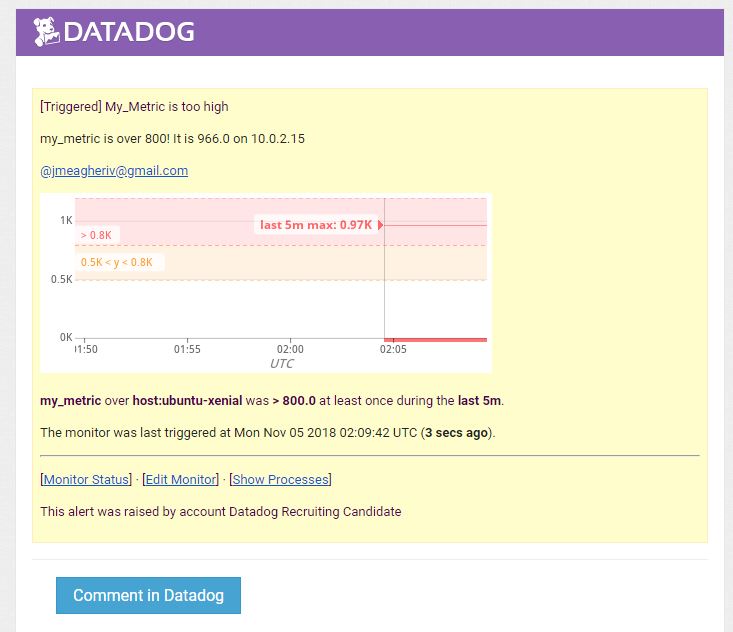 DATADOG
[Triggered] My_Metric is too high
my_metric is over 800! It is 966.0 on 10.0.2.15
@jmeagheriv@gmail.com
1K
last 5m max: 0.97K
> 0.8K
0.5K < y < 0.8K
0.5K
0K
01:50 01:55 02:00 02:05
UTC
my_metric over host:ubuntu-xenial was > 800.0 at least once during the last 5m.
The monitor was last triggered at Mon Nov 05 2018 02:09:42 UTC (3 secs ago).
[Monitor Status] · [Edit Monitor] · [Show Processes]
This alert was raised by account Datadog Recruiting Candidate
Comment in Datadog